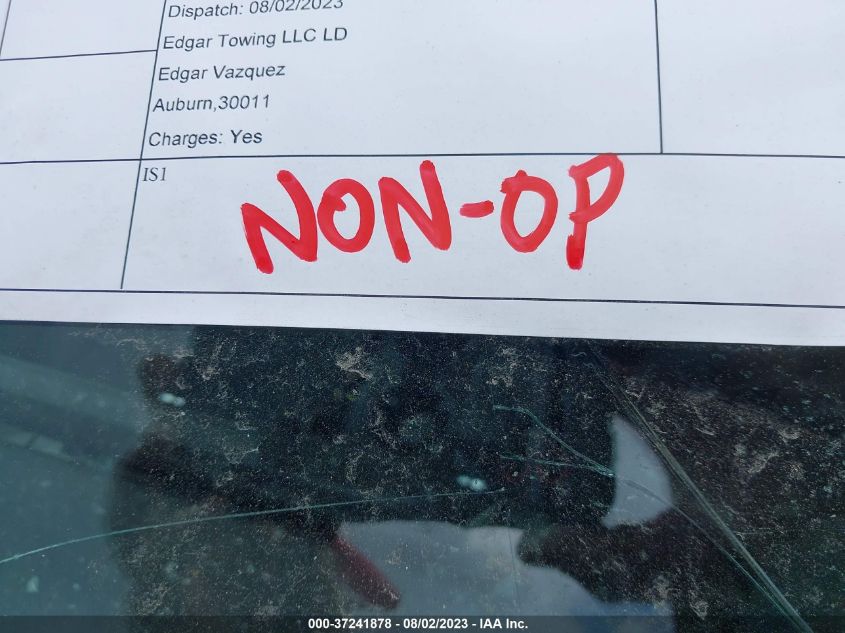 Dispatch: 08/02/2023
Edgar Towing LLC LD
Edgar Vazquez
Auburn,30011
Charges: Yes
IS1
NON-OP
000-37241878 - 08/02/2023 - IAA Inc.